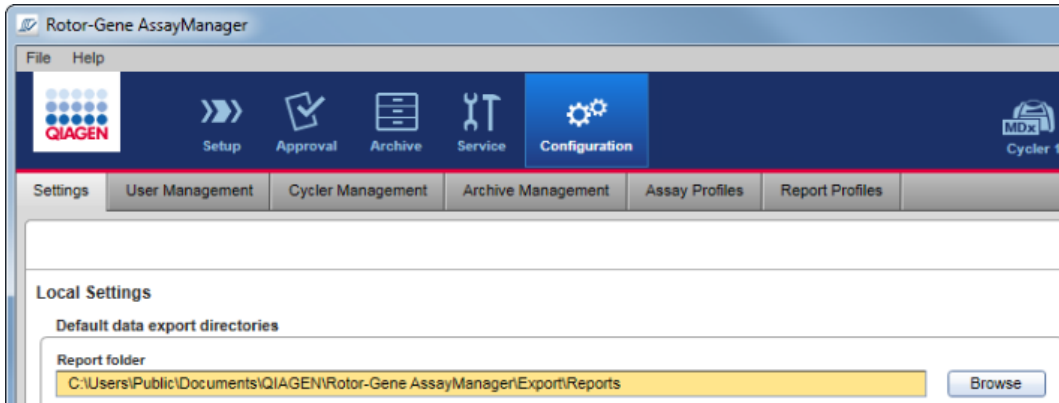 Rotor-Gene AssayManager
File Help
QIAGEN
Setup Approval Archive Service Configuration
MDx
Cycler 1
Settings User Management Cycler Management Archive Management Assay Profiles Report Profiles
Local Settings
Default data export directories
Report folder
C:\Users\Public\Documents\QIAGEN\Rotor-Gene AssayManager\Export\Reports Browse